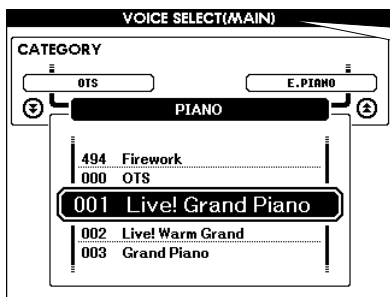 VOICE SELECT(MAIN)
CATEGORY
OTS E.PIANO
PIANO
494 Firework
000 OTS
001 Live! Grand Piano
002 Live! Warm Grand
003 Grand Piano